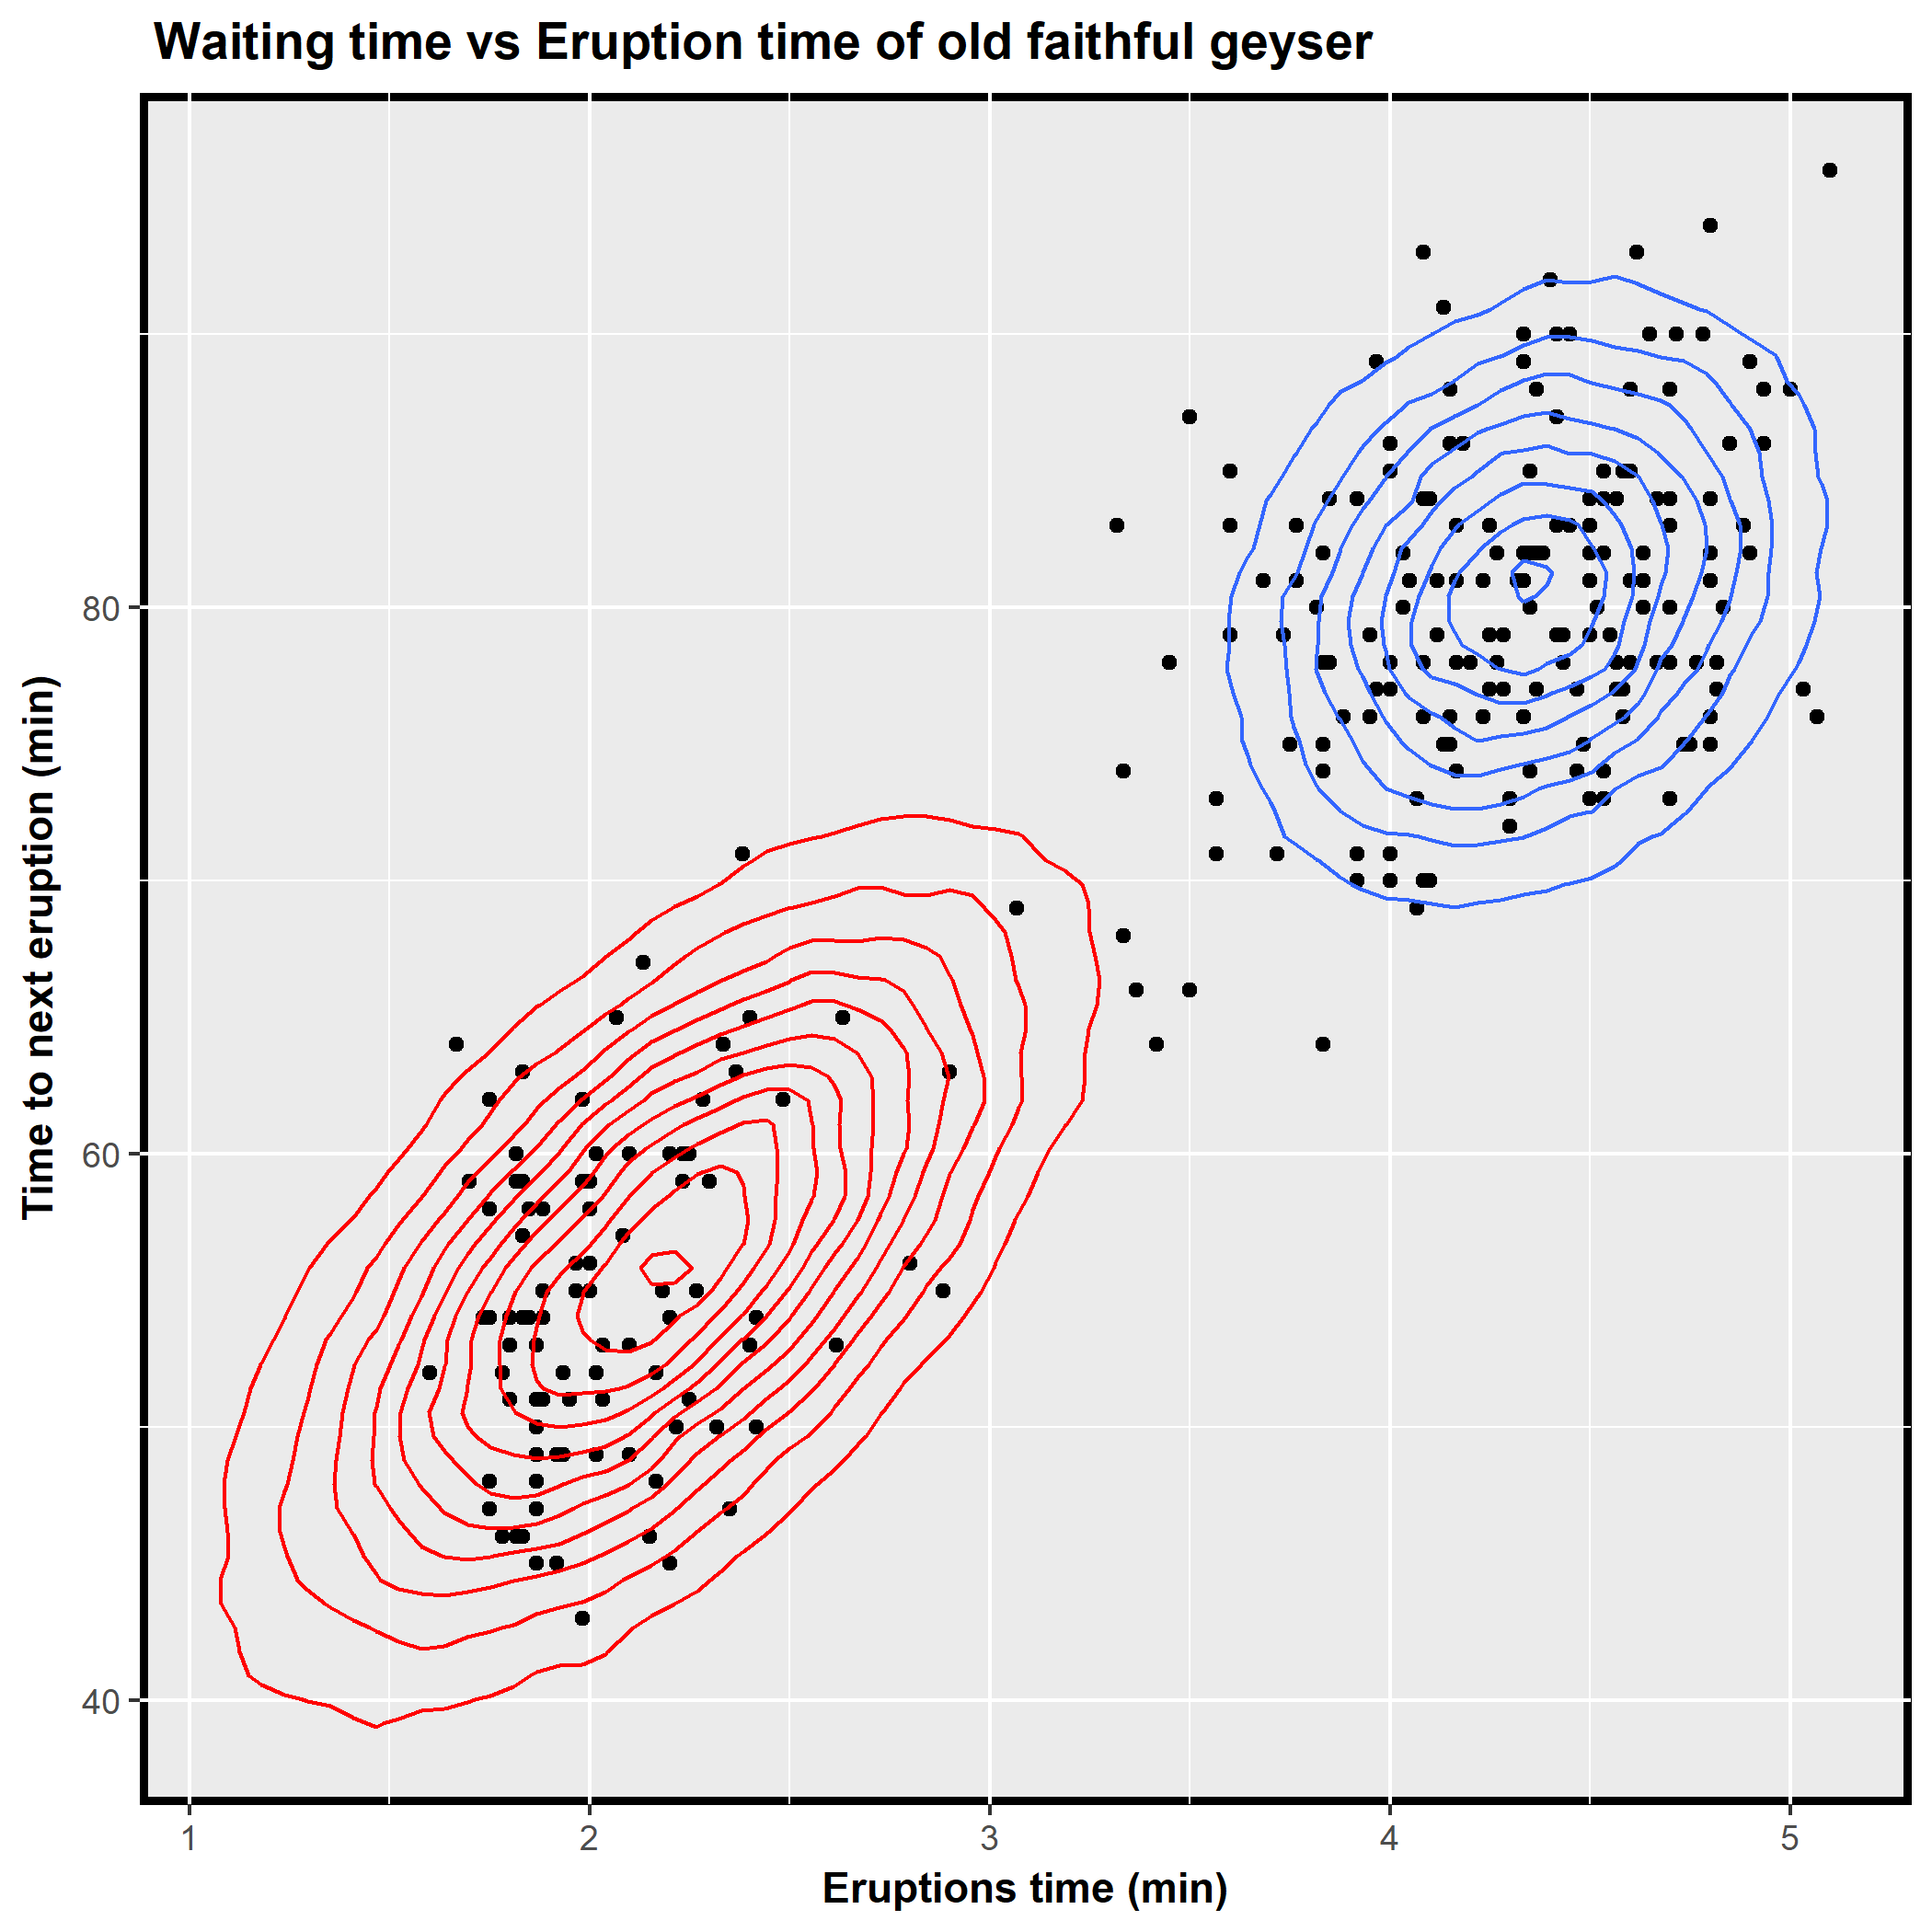 Waiting time vs Eruption time of old faithful geyser
Time to next eruption (min)
80
60
40
1 2 3 4 5
Eruptions time (min)